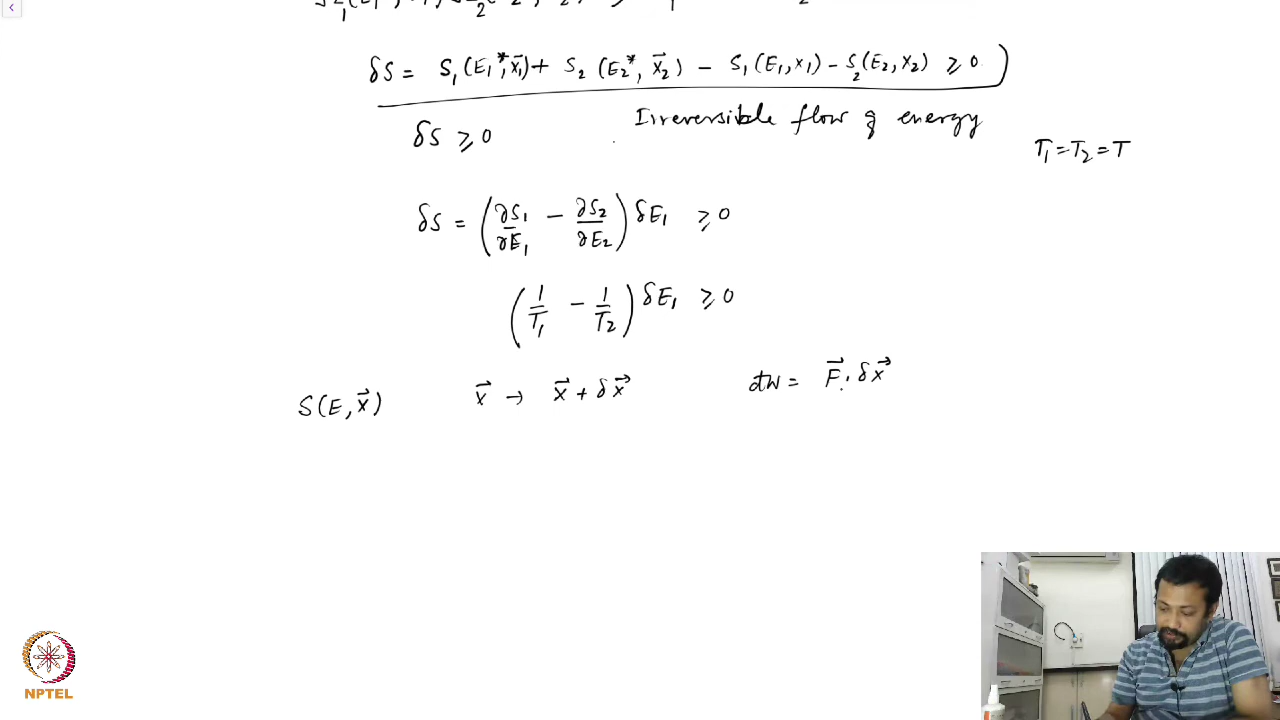 δS = S₁(E₁*, x⃗₁) + S₂(E₂*, x⃗₂) − S₁(E₁, x₁) − S₂(E₂, x₂) ⩾ 0
δS ⩾ 0
Irreversible flow of energy
T₁ = T₂ = T
δS = (∂S₁/∂E₁ − ∂S₂/∂E₂) δE₁ ⩾ 0
(1/T₁ − 1/T₂) δE₁ ⩾ 0
S(E, x⃗) x⃗ → x⃗ + δx⃗ đW = F⃗ · δx⃗
NPTEL